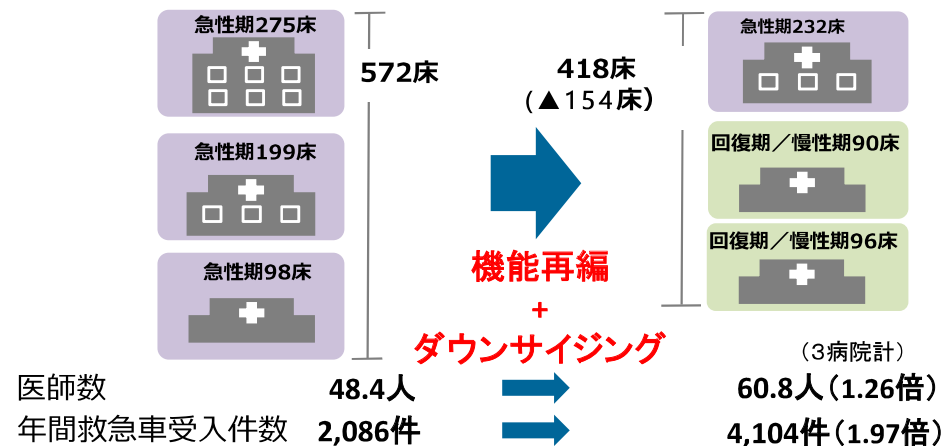 急性期275床
572床
急性期199床
急性期98床
418床
(▲154床)
機能再編
+
ダウンサイジング
急性期232床
回復期／慢性期90床
回復期／慢性期96床
(3病院計)
医師数 48.4人 60.8人(1.26倍)
年間救急車受入件数 2,086件 4,104件(1.97倍)